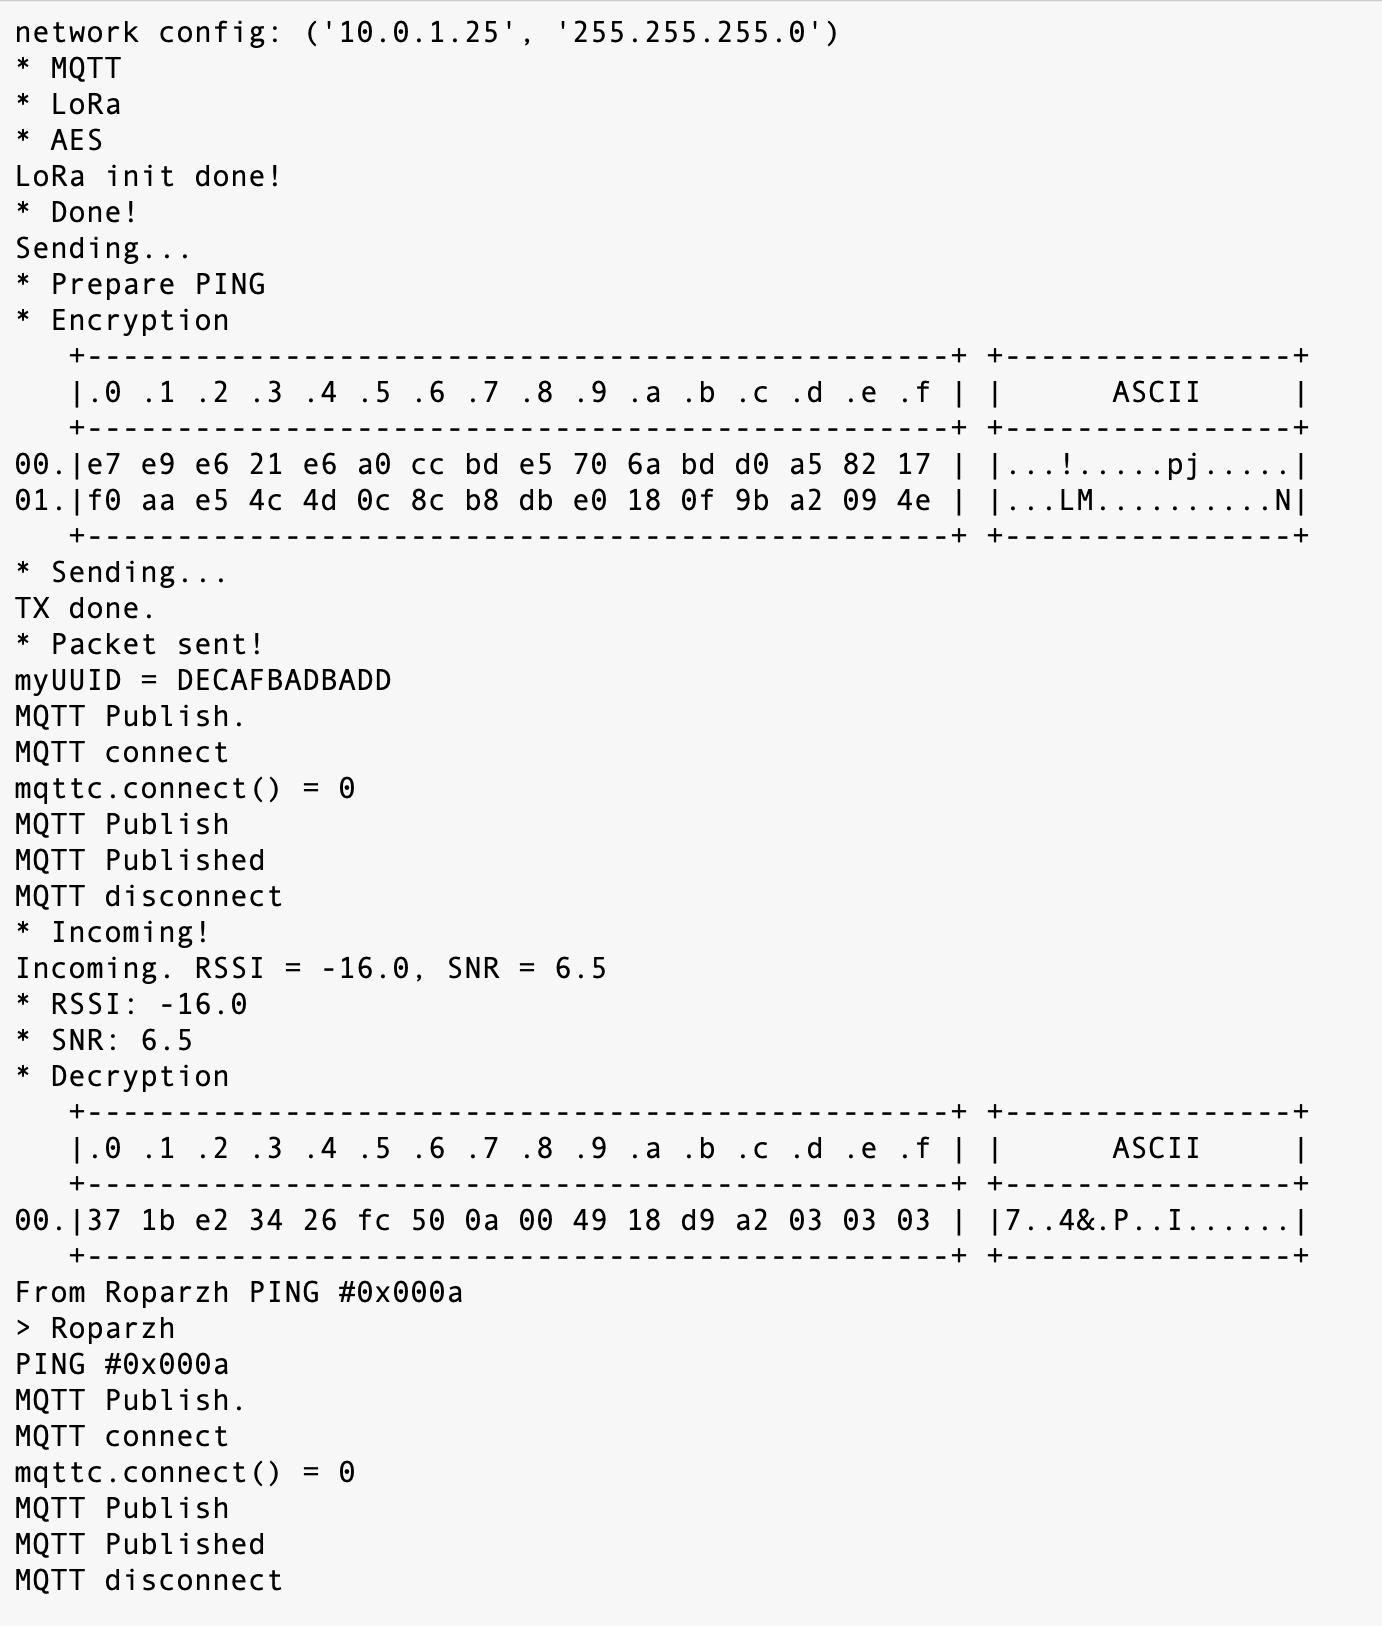 network config: ('10.0.1.25', '255.255.255.0')
* MQTT
* LoRa
* AES
LoRa init done!
* Done!
Sending...
* Prepare PING
* Encryption
   +------------------------------------------------+ +----------------+
   |.0 .1 .2 .3 .4 .5 .6 .7 .8 .9 .a .b .c .d .e .f | |      ASCII     |
   +------------------------------------------------+ +----------------+
00.|e7 e9 e6 21 e6 a0 cc bd e5 70 6a bd d0 a5 82 17 | |...!.....pj.....|
01.|f0 aa e5 4c 4d 0c 8c b8 db e0 18 0f 9b a2 09 4e | |...LM..........N|
   +------------------------------------------------+ +----------------+
* Sending...
TX done.
* Packet sent!
myUUID = DECAFBADBADD
MQTT Publish.
MQTT connect
mqttc.connect() = 0
MQTT Publish
MQTT Published
MQTT disconnect
* Incoming!
Incoming. RSSI = -16.0, SNR = 6.5
* RSSI: -16.0
* SNR: 6.5
* Decryption
   +------------------------------------------------+ +----------------+
   |.0 .1 .2 .3 .4 .5 .6 .7 .8 .9 .a .b .c .d .e .f | |      ASCII     |
   +------------------------------------------------+ +----------------+
00.|37 1b e2 34 26 fc 50 0a 00 49 18 d9 a2 03 03 03 | |7..4&.P..I......|
   +------------------------------------------------+ +----------------+
From Roparzh PING #0x000a
> Roparzh
PING #0x000a
MQTT Publish.
MQTT connect
mqttc.connect() = 0
MQTT Publish
MQTT Published
MQTT disconnect